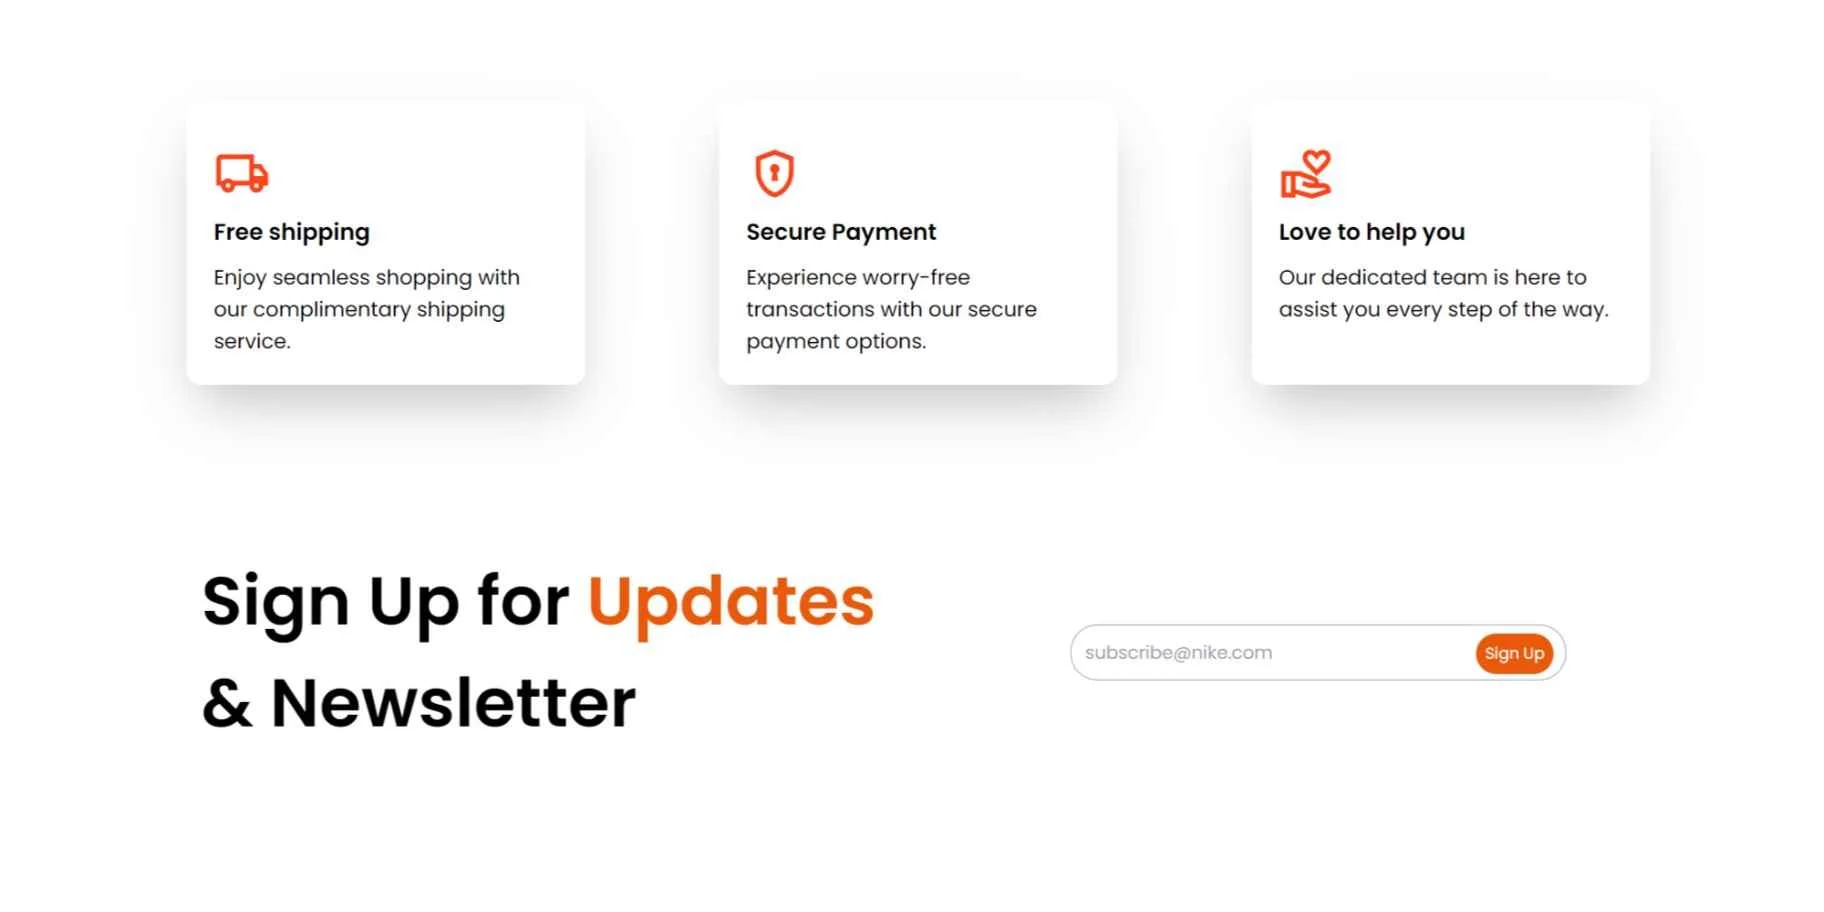 Free shipping
Enjoy seamless shopping with
our complimentary shipping
service.
Secure Payment
Experience worry-free
transactions with our secure
payment options.
Love to help you
Our dedicated team is here to
assist you every step of the way.
Sign Up for Updates
& Newsletter
subscribe@nike.com
Sign Up